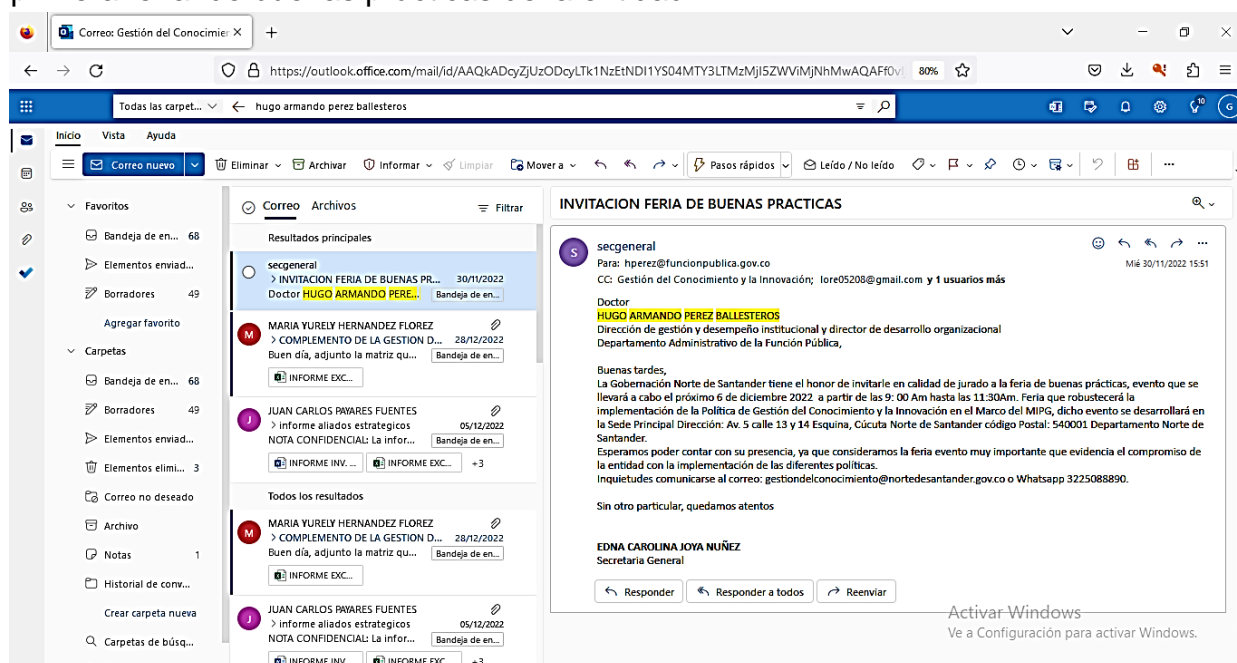 Correo: Gestión del Conocimier
https://outlook.office.com/mail/id/AAQkADcyZjUzODcyLTk1NzEtNDI1YS04MTY3LTMzMjI5ZWViMjNhMwAQAFf0v
80%
Todas las carpet...
hugo armando perez ballesteros
10
G
Inicio Vista Ayuda
Correo nuevo
Eliminar
Archivar
Informar
Limpiar
Mover a
Pasos rápidos
Leído / No leído
Favoritos
Bandeja de en... 68
Elementos enviad...
Borradores 49
Agregar favorito
Carpetas
Bandeja de en... 68
Borradores 49
Elementos enviad...
Elementos elimi... 3
Correo no deseado
Archivo
Notas 1
Historial de conv...
Crear carpeta nueva
Carpetas de búsq...
Correo Archivos
Filtrar
Resultados principales
secgeneral
> INVITACION FERIA DE BUENAS PR... 30/11/2022
Doctor HUGO ARMANDO PERE... Bandeja de en...
M
MARIA YURELY HERNANDEZ FLOREZ
> COMPLEMENTO DE LA GESTION D... 28/12/2022
Buen día, adjunto la matriz qu... Bandeja de en...
INFORME EXC...
J
JUAN CARLOS PAYARES FUENTES
> informe aliados estrategicos 05/12/2022
NOTA CONFIDENCIAL: La infor... Bandeja de en...
INFORME INV. ... INFORME EXC... +3
Todos los resultados
M
MARIA YURELY HERNANDEZ FLOREZ
> COMPLEMENTO DE LA GESTION D... 28/12/2022
Buen día, adjunto la matriz qu... Bandeja de en...
INFORME EXC...
J
JUAN CARLOS PAYARES FUENTES
> informe aliados estrategicos 05/12/2022
NOTA CONFIDENCIAL: La infor... Bandeja de en...
INFORME INV. ... INFORME EXC... +3
INVITACION FERIA DE BUENAS PRACTICAS
S
secgeneral
Para: hperez@funcionpublica.gov.co
Mié 30/11/2022 15:51
CC: Gestión del Conocimiento y la Innovación; lore05208@gmail.com y 1 usuarios más
Doctor
HUGO ARMANDO PEREZ BALLESTEROS
Dirección de gestión y desempeño institucional y director de desarrollo organizacional
Departamento Administrativo de la Función Pública,
Buenas tardes,
La Gobernación Norte de Santander tiene el honor de invitarle en calidad de jurado a la feria de buenas prácticas, evento que se
llevará a cabo el próximo 6 de diciembre 2022 a partir de las 9: 00 Am hasta las 11:30Am. Feria que robustecerá la
implementación de la Política de Gestión del Conocimiento y la Innovación en el Marco del MIPG, dicho evento se desarrollará en
la Sede Principal Dirección: Av. 5 calle 13 y 14 Esquina, Cúcuta Norte de Santander código Postal: 540001 Departamento Norte de
Santander.
Esperamos poder contar con su presencia, ya que consideramos la feria evento muy importante que evidencia el compromiso de
la entidad con la implementación de las diferentes políticas.
Inquietudes comunicarse al correo: gestiondelconocimiento@nortedesantander.gov.co o Whatsapp 3225088890.
Sin otro particular, quedamos atentos
EDNA CAROLINA JOYA NUÑEZ
Secretaria General
Responder Responder a todos Reenviar
Activar Windows
Ve a Configuración para activar Windows.